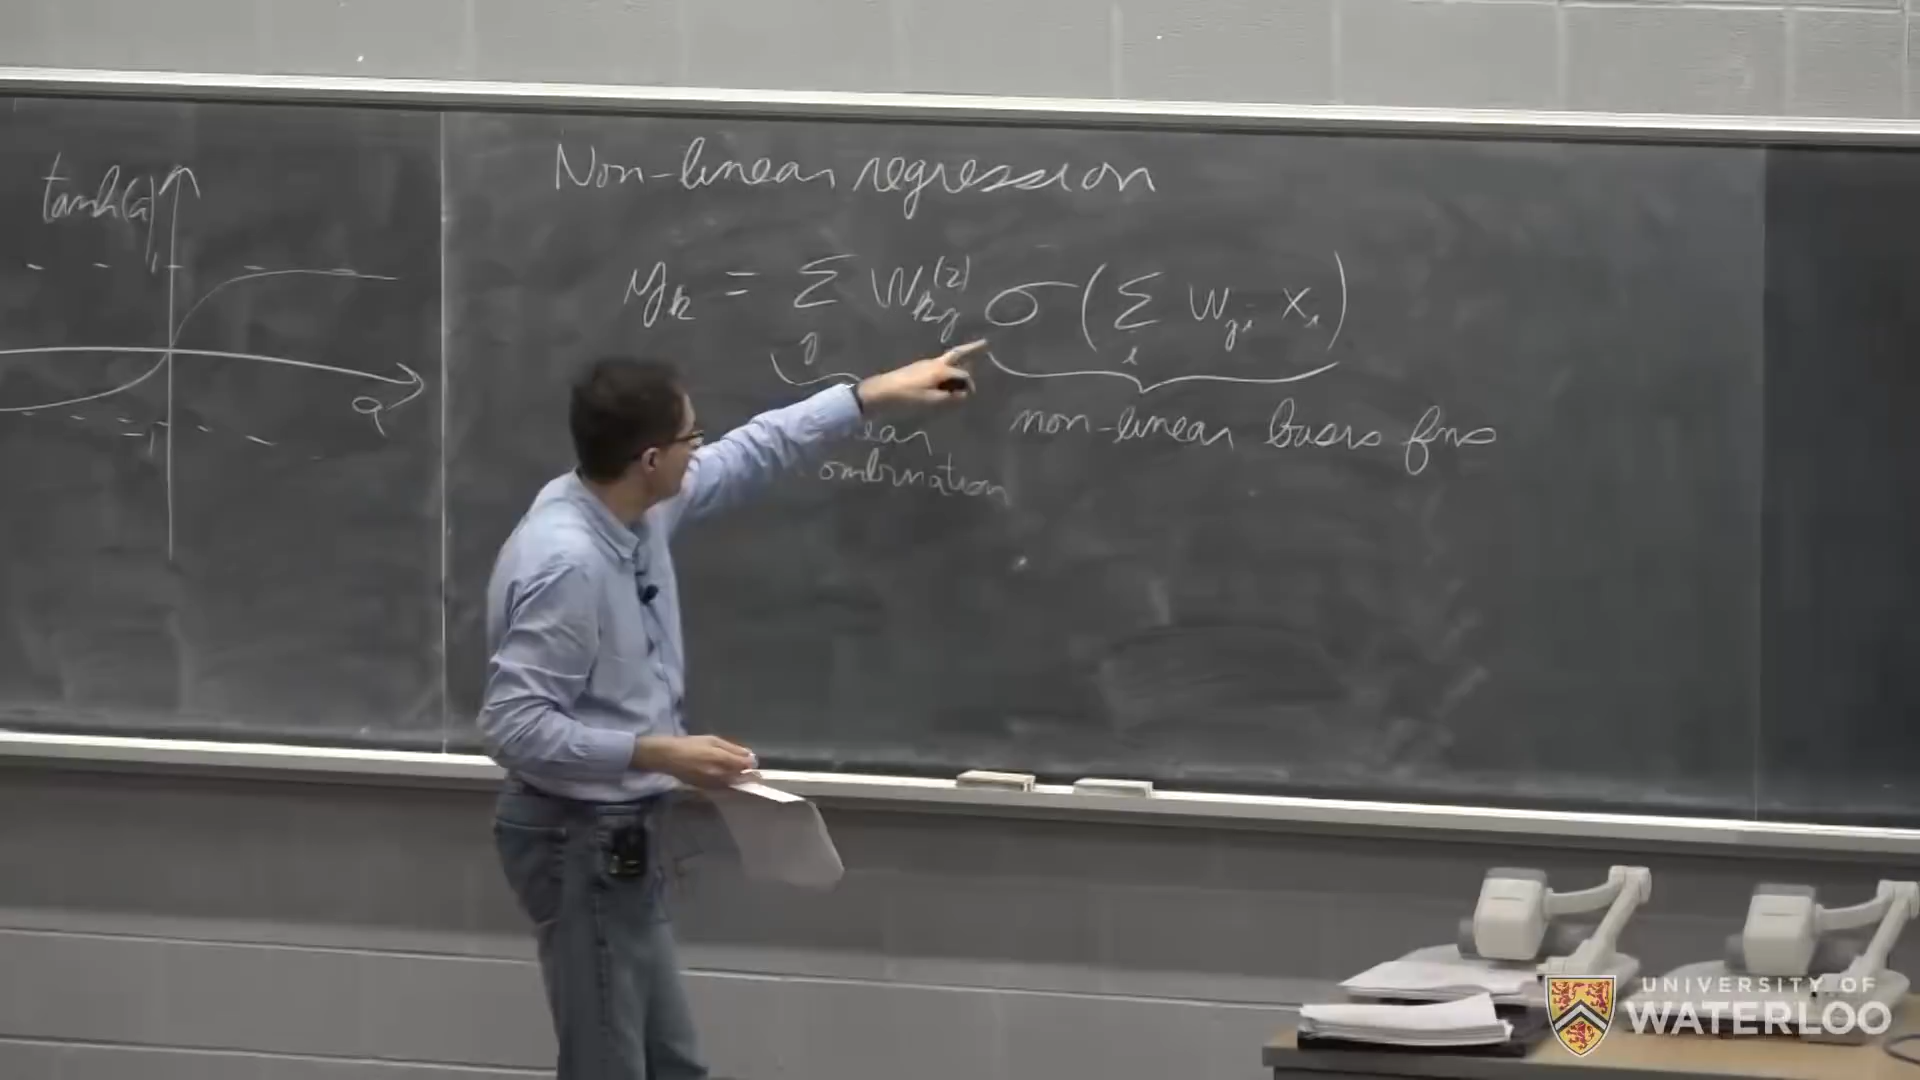 tanh(a)
1
a
-1
Non-linear regression
y_k = Σ_j W_kj^(2) σ(Σ_i W_ji x_i)
non-linear basis fns
ear
ombination
UNIVERSITY OF
WATERLOO